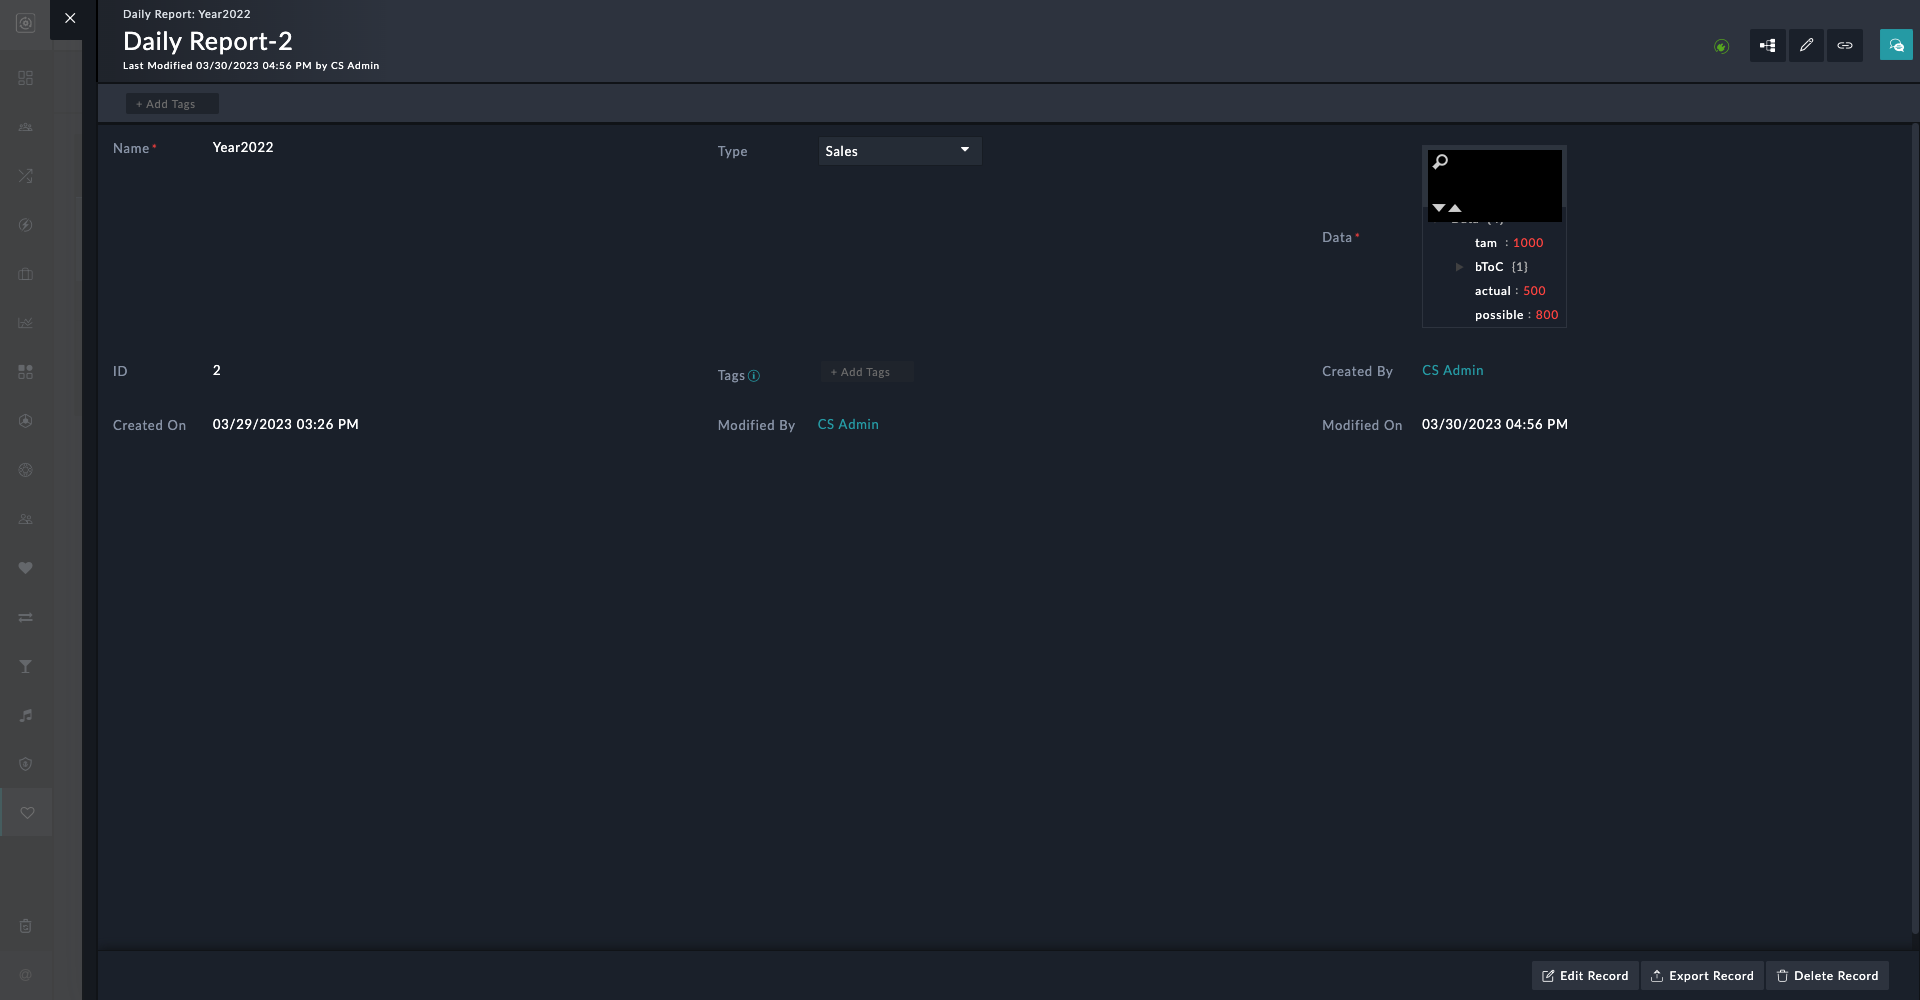 Daily Report: Year2022
Daily Report-2
Last Modified 03/30/2023 04:56 PM by CS Admin
+ Add Tags
Name* Year2022
Type Sales
Data*
tam : 1000
bToC {1}
actual : 500
possible : 800
ID 2
Tags + Add Tags
Created By CS Admin
Created On 03/29/2023 03:26 PM
Modified By CS Admin
Modified On 03/30/2023 04:56 PM
Edit Record
Export Record
Delete Record